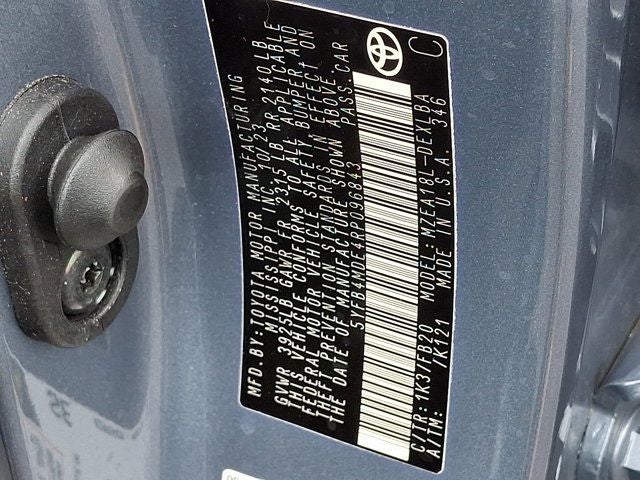 MFD.BY:TOYOTA MOTOR MANUFACTURING
MISSISSIPPI, INC. 10/23
GVWR 3925LB GAWR FR 2315LB RR 2140LB
THIS VEHICLE CONFORMS TO ALL APPLICABLE
FEDERAL MOTOR VEHICLE SAFETY, BUMPER, AND
THEFT PREVENTION STANDARDS IN EFFECT ON
THE DATE OF MANUFACTURE SHOWN ABOVE.
5YFB4MDE4RP096843 PASS.CAR
C/TR: 1K3/FB20 MODEL: MZEA18L-DEXLBA
A/TM: /K121 MADE IN U.S.A. 346
C